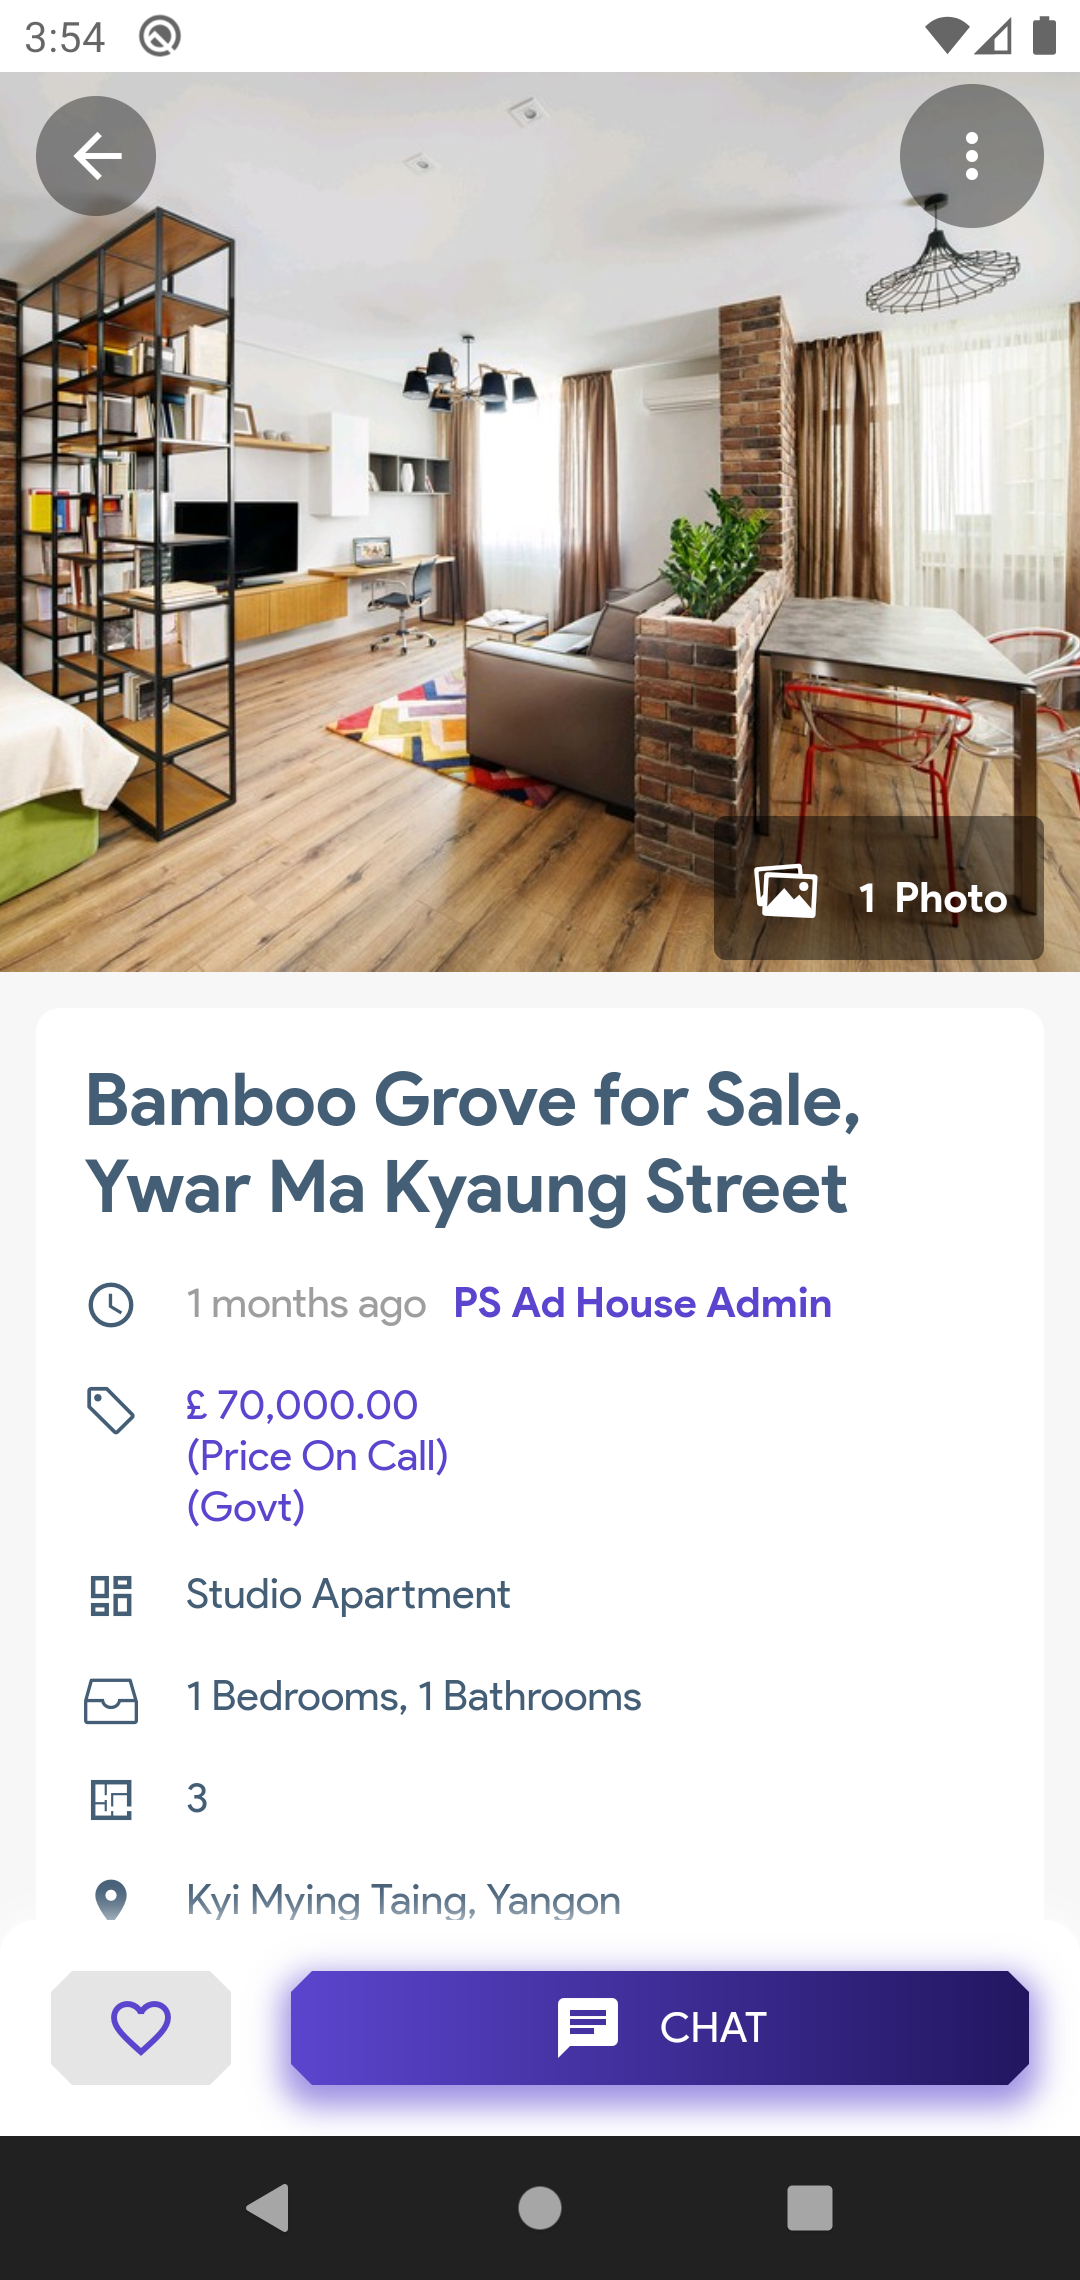 3:54
1 Photo
Bamboo Grove for Sale,
Ywar Ma Kyaung Street
1 months ago PS Ad House Admin
£ 70,000.00
(Price On Call)
(Govt)
Studio Apartment
1 Bedrooms, 1 Bathrooms
3
Kyi Mying Taing, Yangon
CHAT